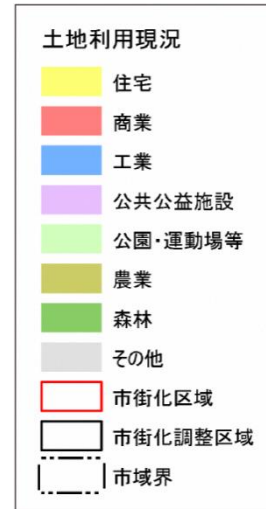 土地利用現況
住宅
商業
工業
公共公益施設
公園・運動場等
農業
森林
その他
市街化区域
市街化調整区域
市域界